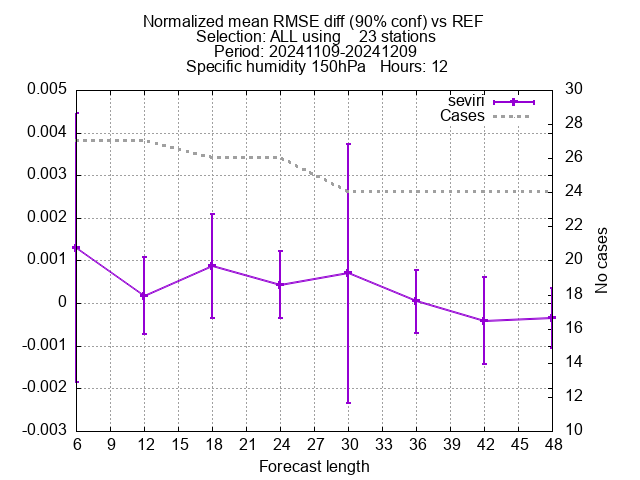 Normalized mean RMSE diff (90% conf) vs REF
Selection: ALL using    23 stations
Period: 20241109-20241209
Specific humidity 150hPa   Hours: 12
seviri
Cases
0.005
0.004
0.003
0.002
0.001
0
-0.001
-0.002
-0.003
30
28
26
24
22
20
18
16
14
12
10
No cases
6 9 12 15 18 21 24 27 30 33 36 39 42 45 48
Forecast length